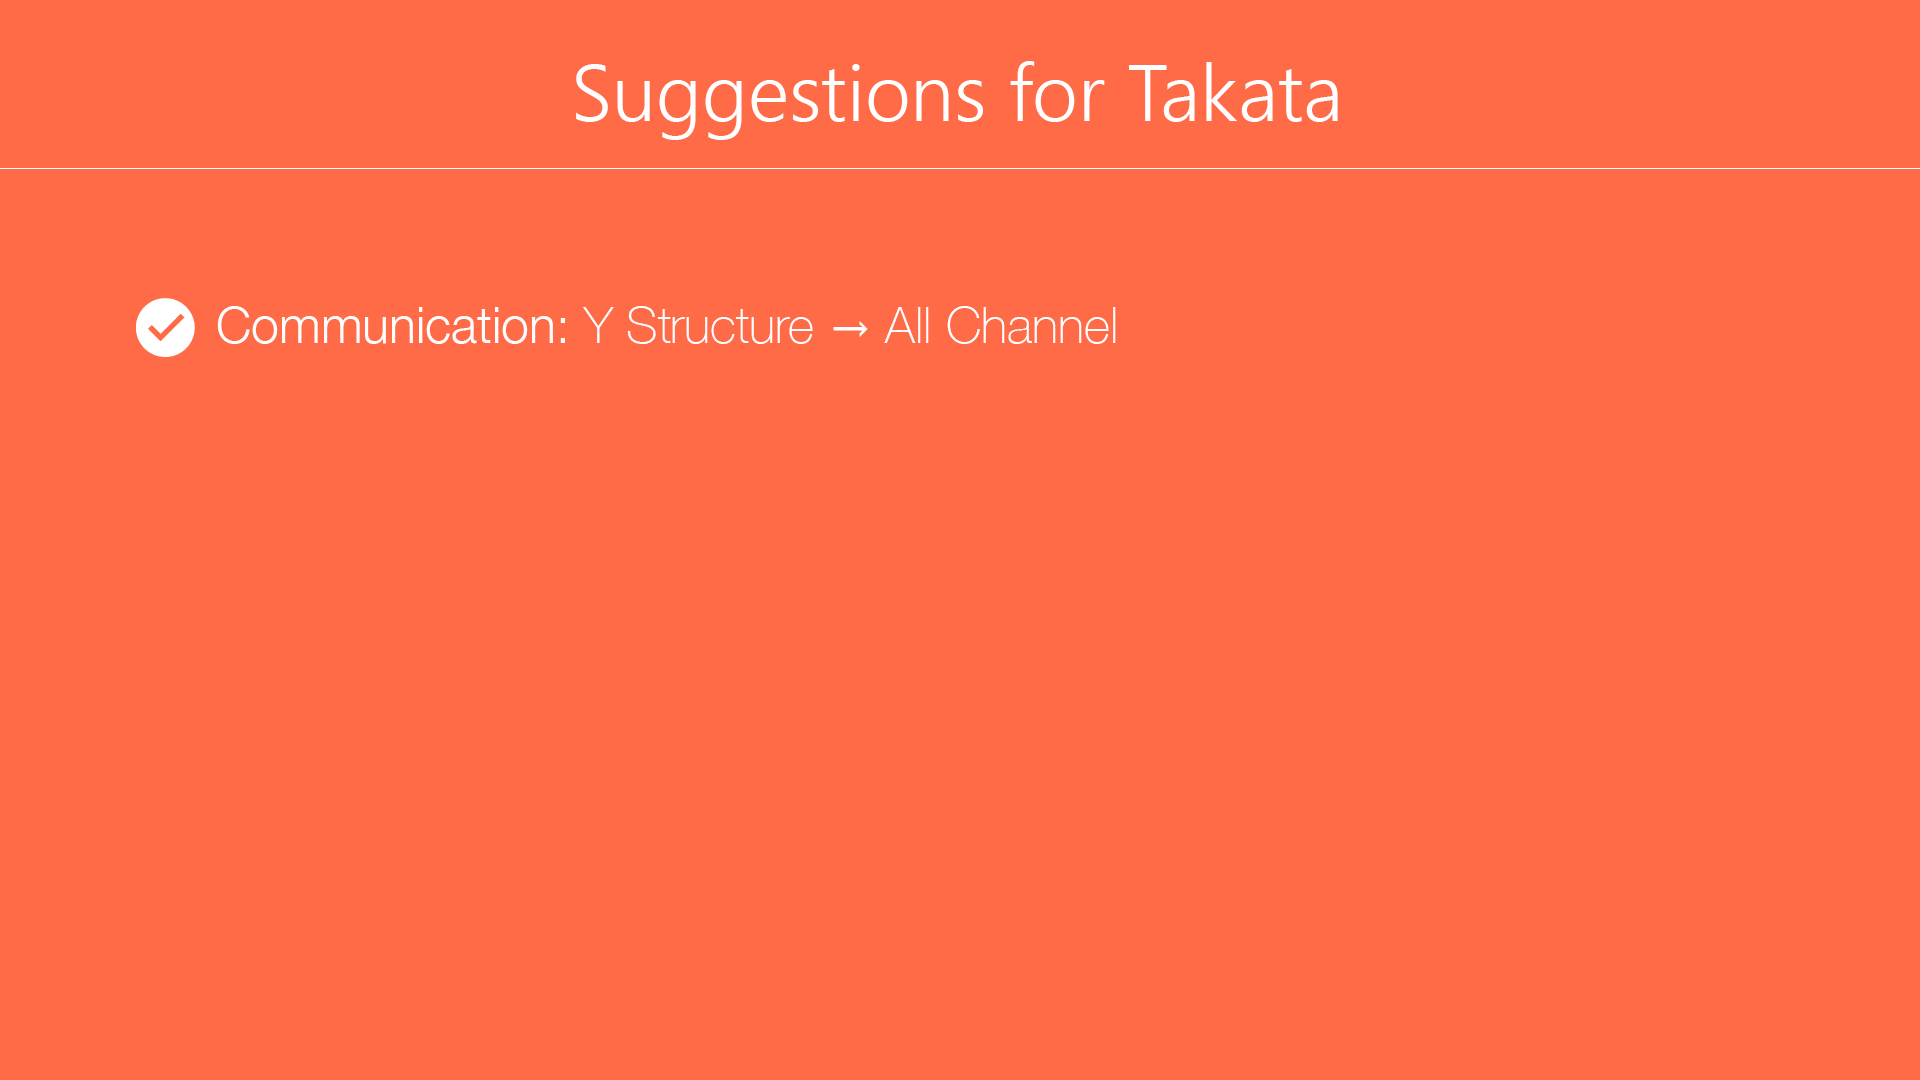 Suggestions for Takata
Communication: Y Structure → All Channel